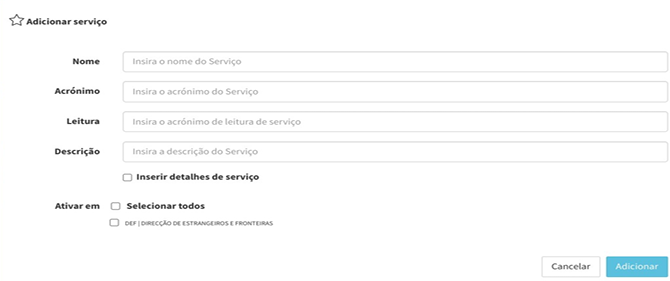 Adicionar serviço
Nome Insira o nome do Serviço
Acrónimo Insira o acrónimo do Serviço
Leitura Insira o acrónimo de leitura de serviço
Descrição Insira a descrição do Serviço
Inserir detalhes de serviço
Ativar em Selecionar todos
DEF | DIRECÇÃO DE ESTRANGEIROS E FRONTEIRAS
Cancelar Adicionar